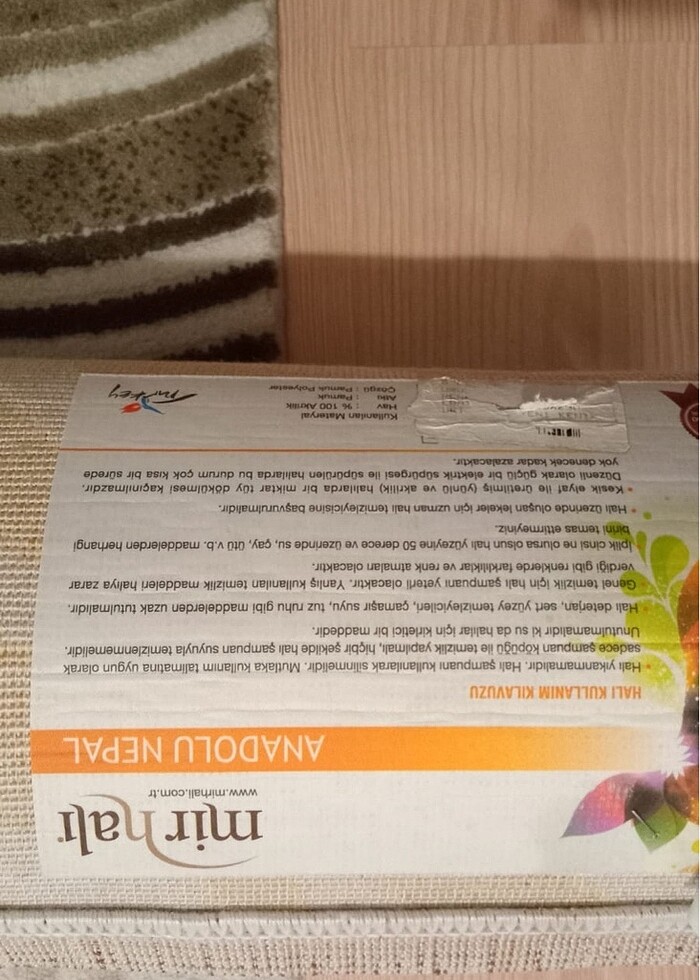 mir halı
www.mirhali.com.tr
ANADOLU NEPAL
HALI KULLANIM KILAVUZU
• Halı yıkanmamalıdır. Halı şampuanı kullanılarak silinmelidir. Mutlaka kullanım talimatına uygun olarak
sadece şampuan köpüğü ile temizlik yapılmalı, hiçbir şekilde halı şampuan suyuyla temizlenmemelidir.
Unutulmamalıdır ki su da halılar için kirletici bir maddedir.
• Halı deterjan, sert yüzey temizleyicileri, çamaşır suyu, tuz ruhu gibi maddelerden uzak tutulmalıdır.
Genel temizlik için halı şampuanı yeterli olacaktır. Yanlış kullanılan temizlik maddeleri halıya zarar
verdiği gibi renklerde farklılıklar ve renk atmaları olacaktır.
• İplik cinsi ne olursa olsun halı yüzeyine 50 derece ve üzerinde su, çay, ütü v.b. maddelerden herhangi
birini temas ettirmeyiniz.
• Halı üzerinde oluşan lekeler için uzman halı temizleyicisine başvurulmalıdır.
• Kesik elyaf ile üretilmiş (yünlü ve akrilik) halılarda bir miktar tüy dökülmesi kaçınılmazdır.
Düzenli olarak güçlü bir elektrik süpürgesi ile süpürülen halılarda bu durum çok kısa bir sürede
yok denecek kadar azalacaktır.
Kullanılan Materyal
Hav : % 100 Akrilik
Atkı : Pamuk
Çözgü : Pamuk Polyester
Turkey